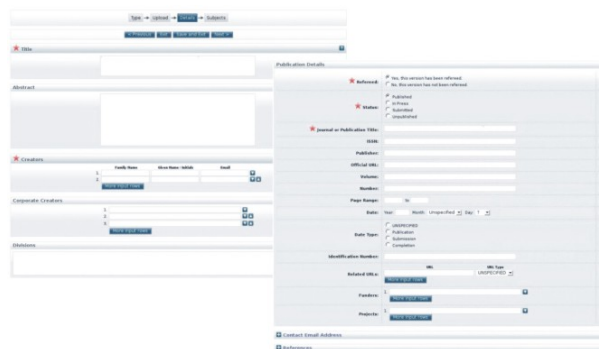 Type → Upload → Details → Subjects
< Previous Save and Exit Next >
Title
Abstract
Creators
Family Name Given Name / Initials Email
1.
2.
More input rows
Corporate Creators
1.
2.
3.
More input rows
Divisions
Publication Details
Refereed:
Yes, this version has been refereed.
No, this version has not been refereed.
Status:
Published
In Press
Submitted
Unpublished
Journal or Publication Title:
ISSN:
Publisher:
Official URL:
Volume:
Number:
Page Range: to
Date: Year: Month: Unspecified Day: ?
Date Type:
UNSPECIFIED
Publication
Submission
Completion
Identification Number:
URL URL Type
Related URLs: UNSPECIFIED
More input rows
Funders: 1.
More input rows
Projects: 1.
More input rows
Contact Email Address
References